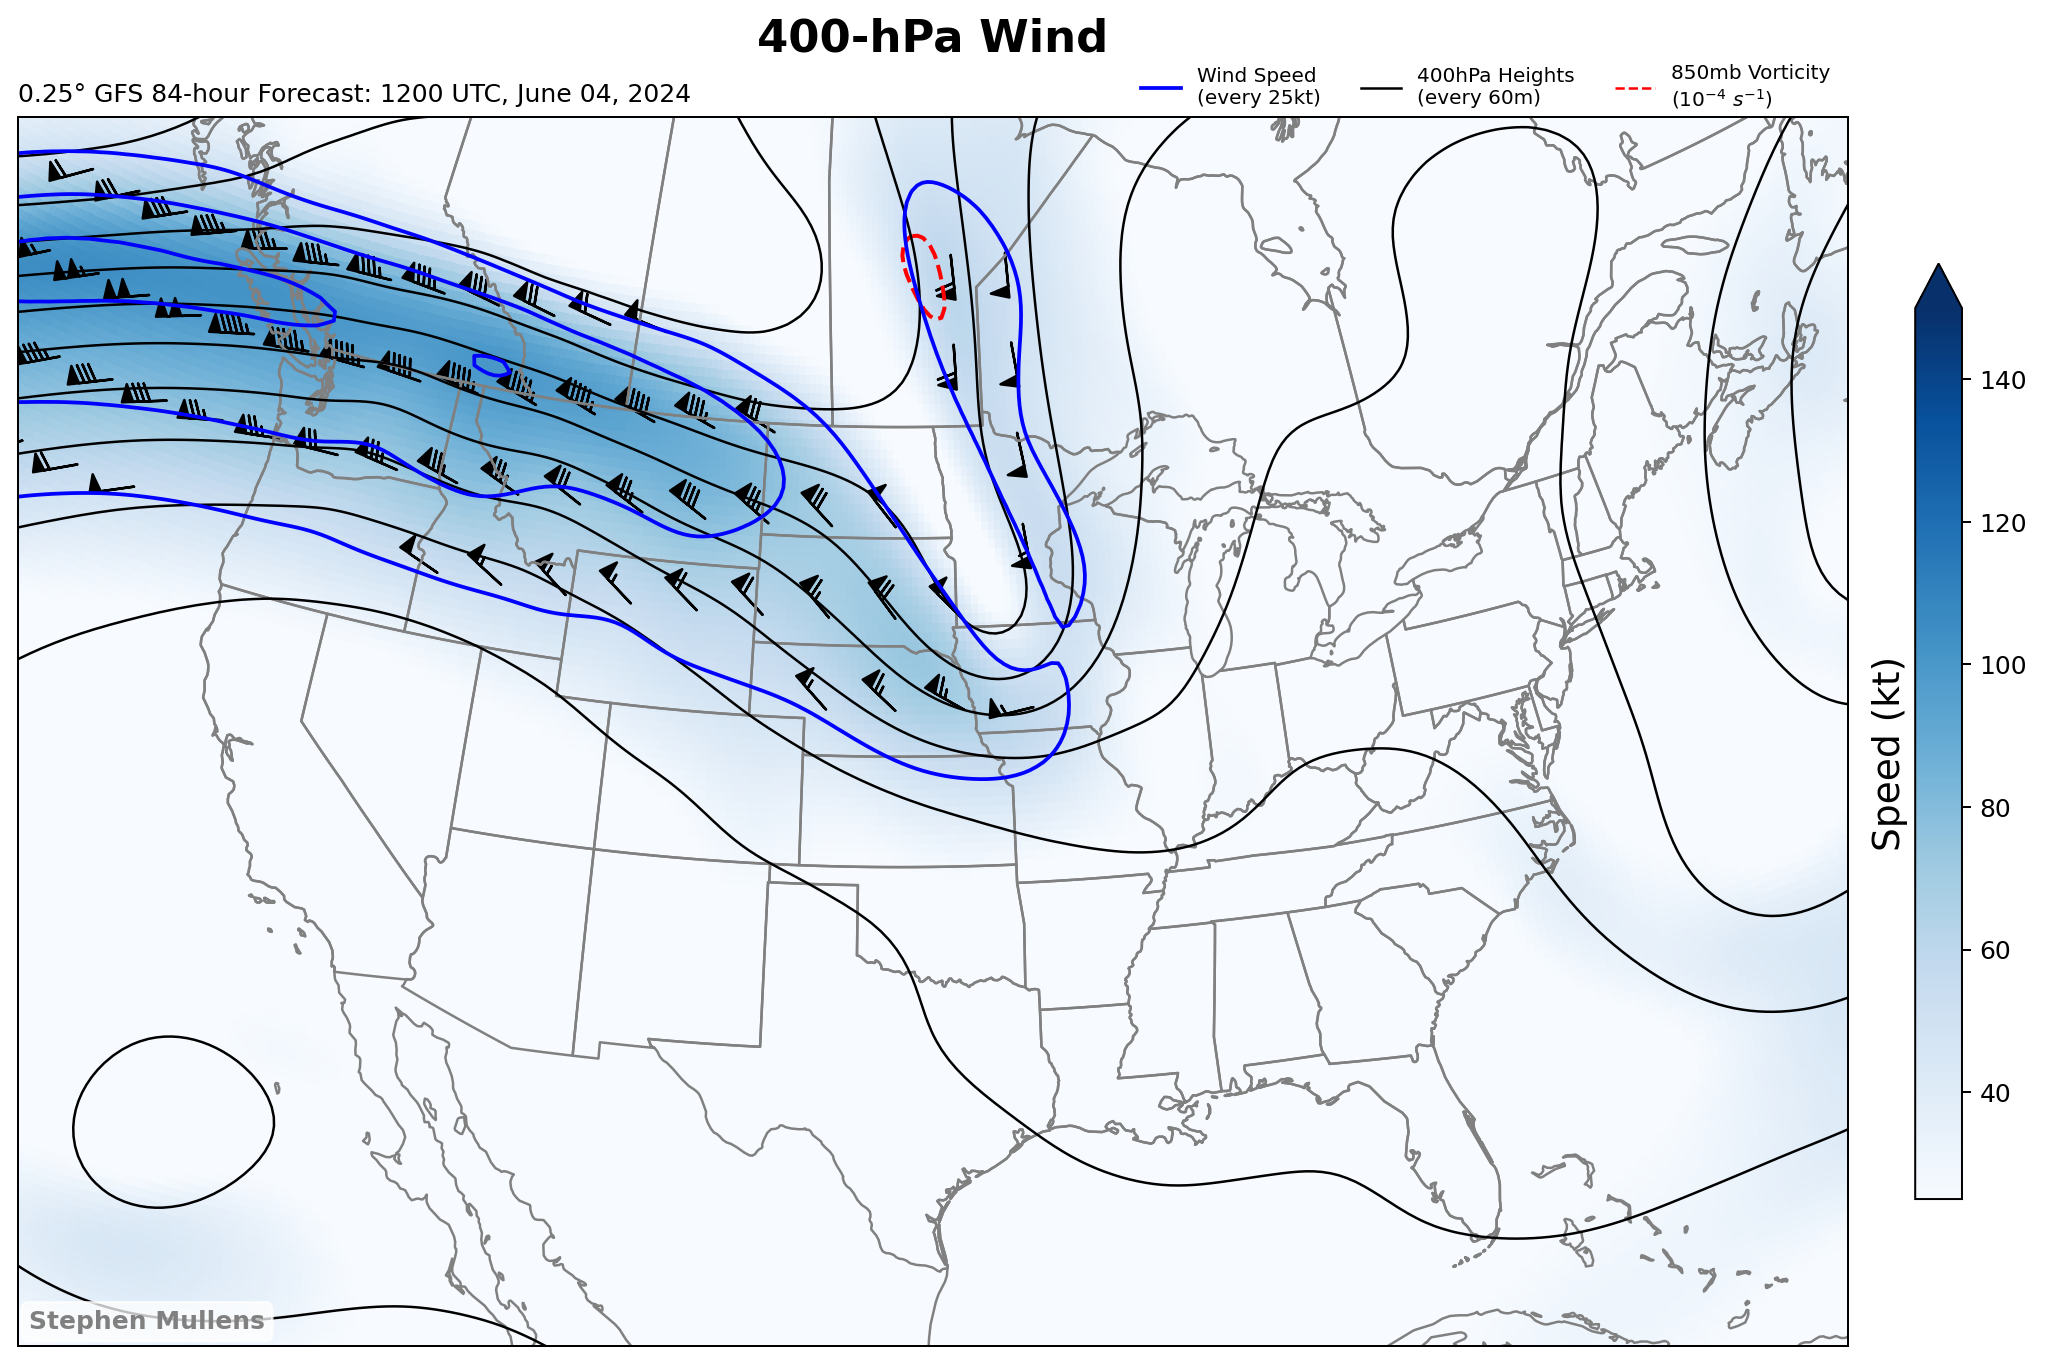 400-hPa Wind
0.25° GFS 84-hour Forecast: 1200 UTC, June 04, 2024
Wind Speed
(every 25kt)
400hPa Heights
(every 60m)
850mb Vorticity
(10⁻⁴ s⁻¹)
140
120
100
80
60
40
Speed (kt)
Stephen Mullens